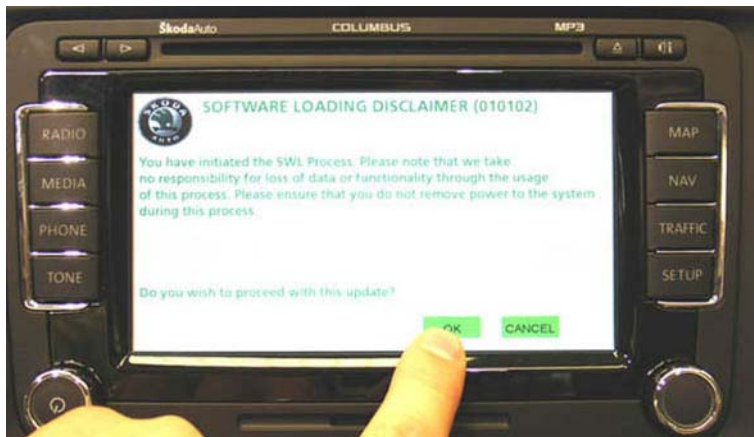 ŠkodaAuto COLUMBUS MP3
RADIO
MEDIA
PHONE
TONE
MAP
NAV
TRAFFIC
SETUP
SKODA
AUTO
SOFTWARE LOADING DISCLAIMER (010102)
You have initiated the SWL Process. Please note that we take
no responsibility for loss of data or functionality through the usage
of this process. Please ensure that you do not remove power to the system
during this process.
Do you wish to proceed with this update?
OK CANCEL